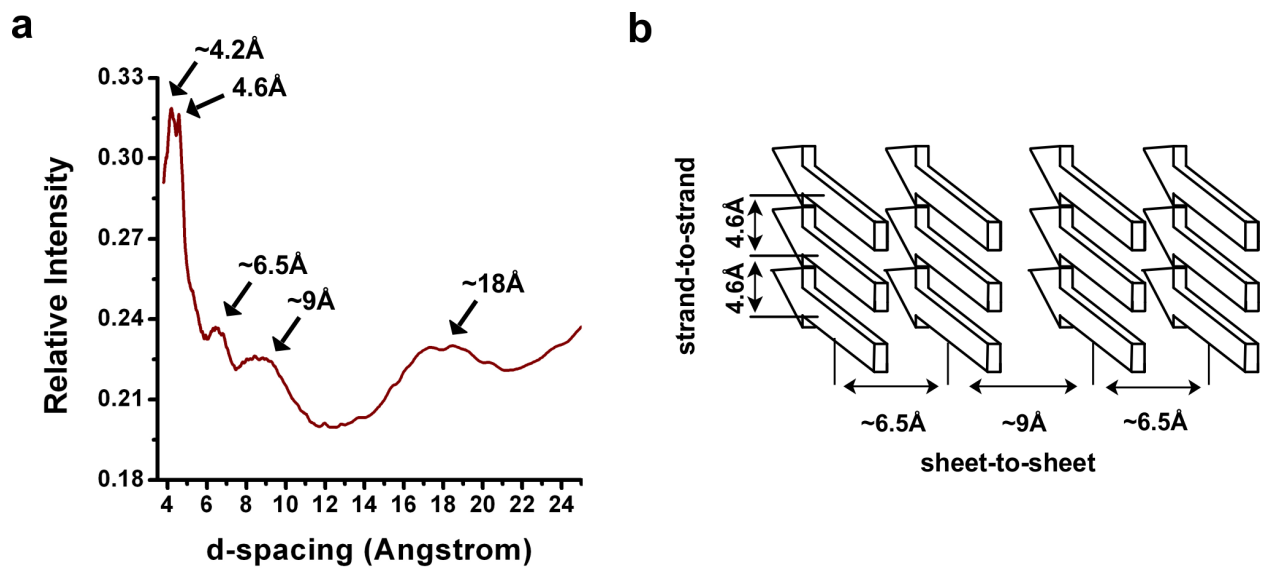 a
~4.2Å
4.6Å
~6.5Å
~9Å
~18Å
0.33
0.30
0.27
0.24
0.21
0.18
Relative Intensity
4 6 8 10 12 14 16 18 20 22 24
d-spacing (Angstrom)
b
strand-to-strand
4.6Å
4.6Å
~6.5Å ~9Å ~6.5Å
sheet-to-sheet